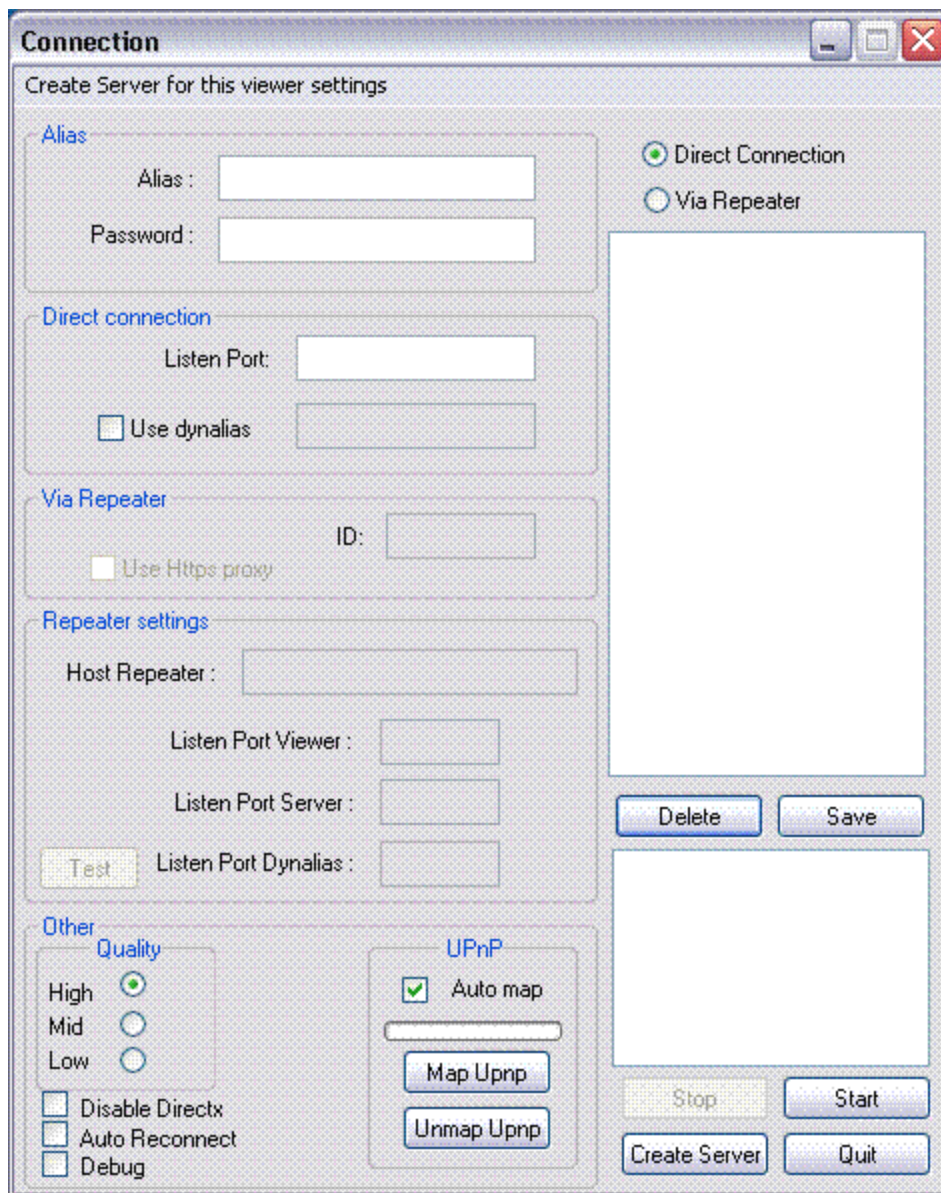 Connection
Create Server for this viewer settings
Alias
Alias :
Password :
Direct Connection
Via Repeater
Direct connection
Listen Port:
Use dynalias
Via Repeater
ID:
Use Https proxy
Repeater settings
Host Repeater :
Listen Port Viewer :
Listen Port Server :
Test
Listen Port Dynalias :
Delete
Save
Other
Quality
High
Mid
Low
Disable Directx
Auto Reconnect
Debug
UPnP
Auto map
Map Upnp
Unmap Upnp
Stop
Start
Create Server
Quit